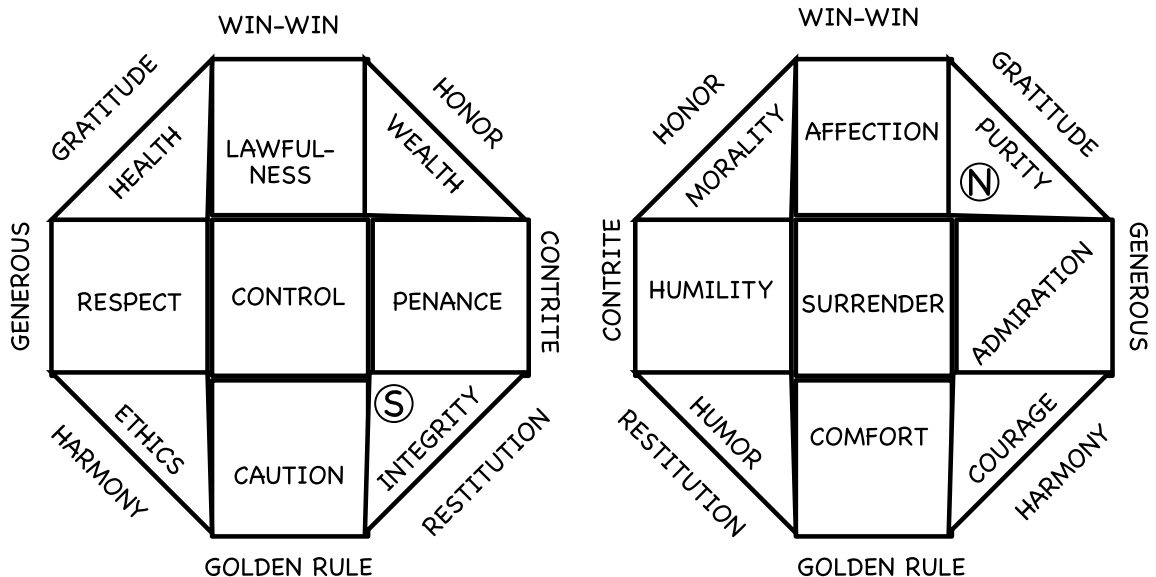 WIN-WIN
GRATITUDE
HONOR
HEALTH
LAWFUL-
NESS
WEALTH
GENEROUS
RESPECT
CONTROL
PENANCE
CONTRITE
ETHICS
CAUTION
S
INTEGRITY
HARMONY
RESTITUTION
GOLDEN RULE
WIN-WIN
HONOR
GRATITUDE
MORALITY
AFFECTION
PURITY
N
CONTRITE
HUMILITY
SURRENDER
ADMIRATION
GENEROUS
HUMOR
COMFORT
COURAGE
RESTITUTION
HARMONY
GOLDEN RULE